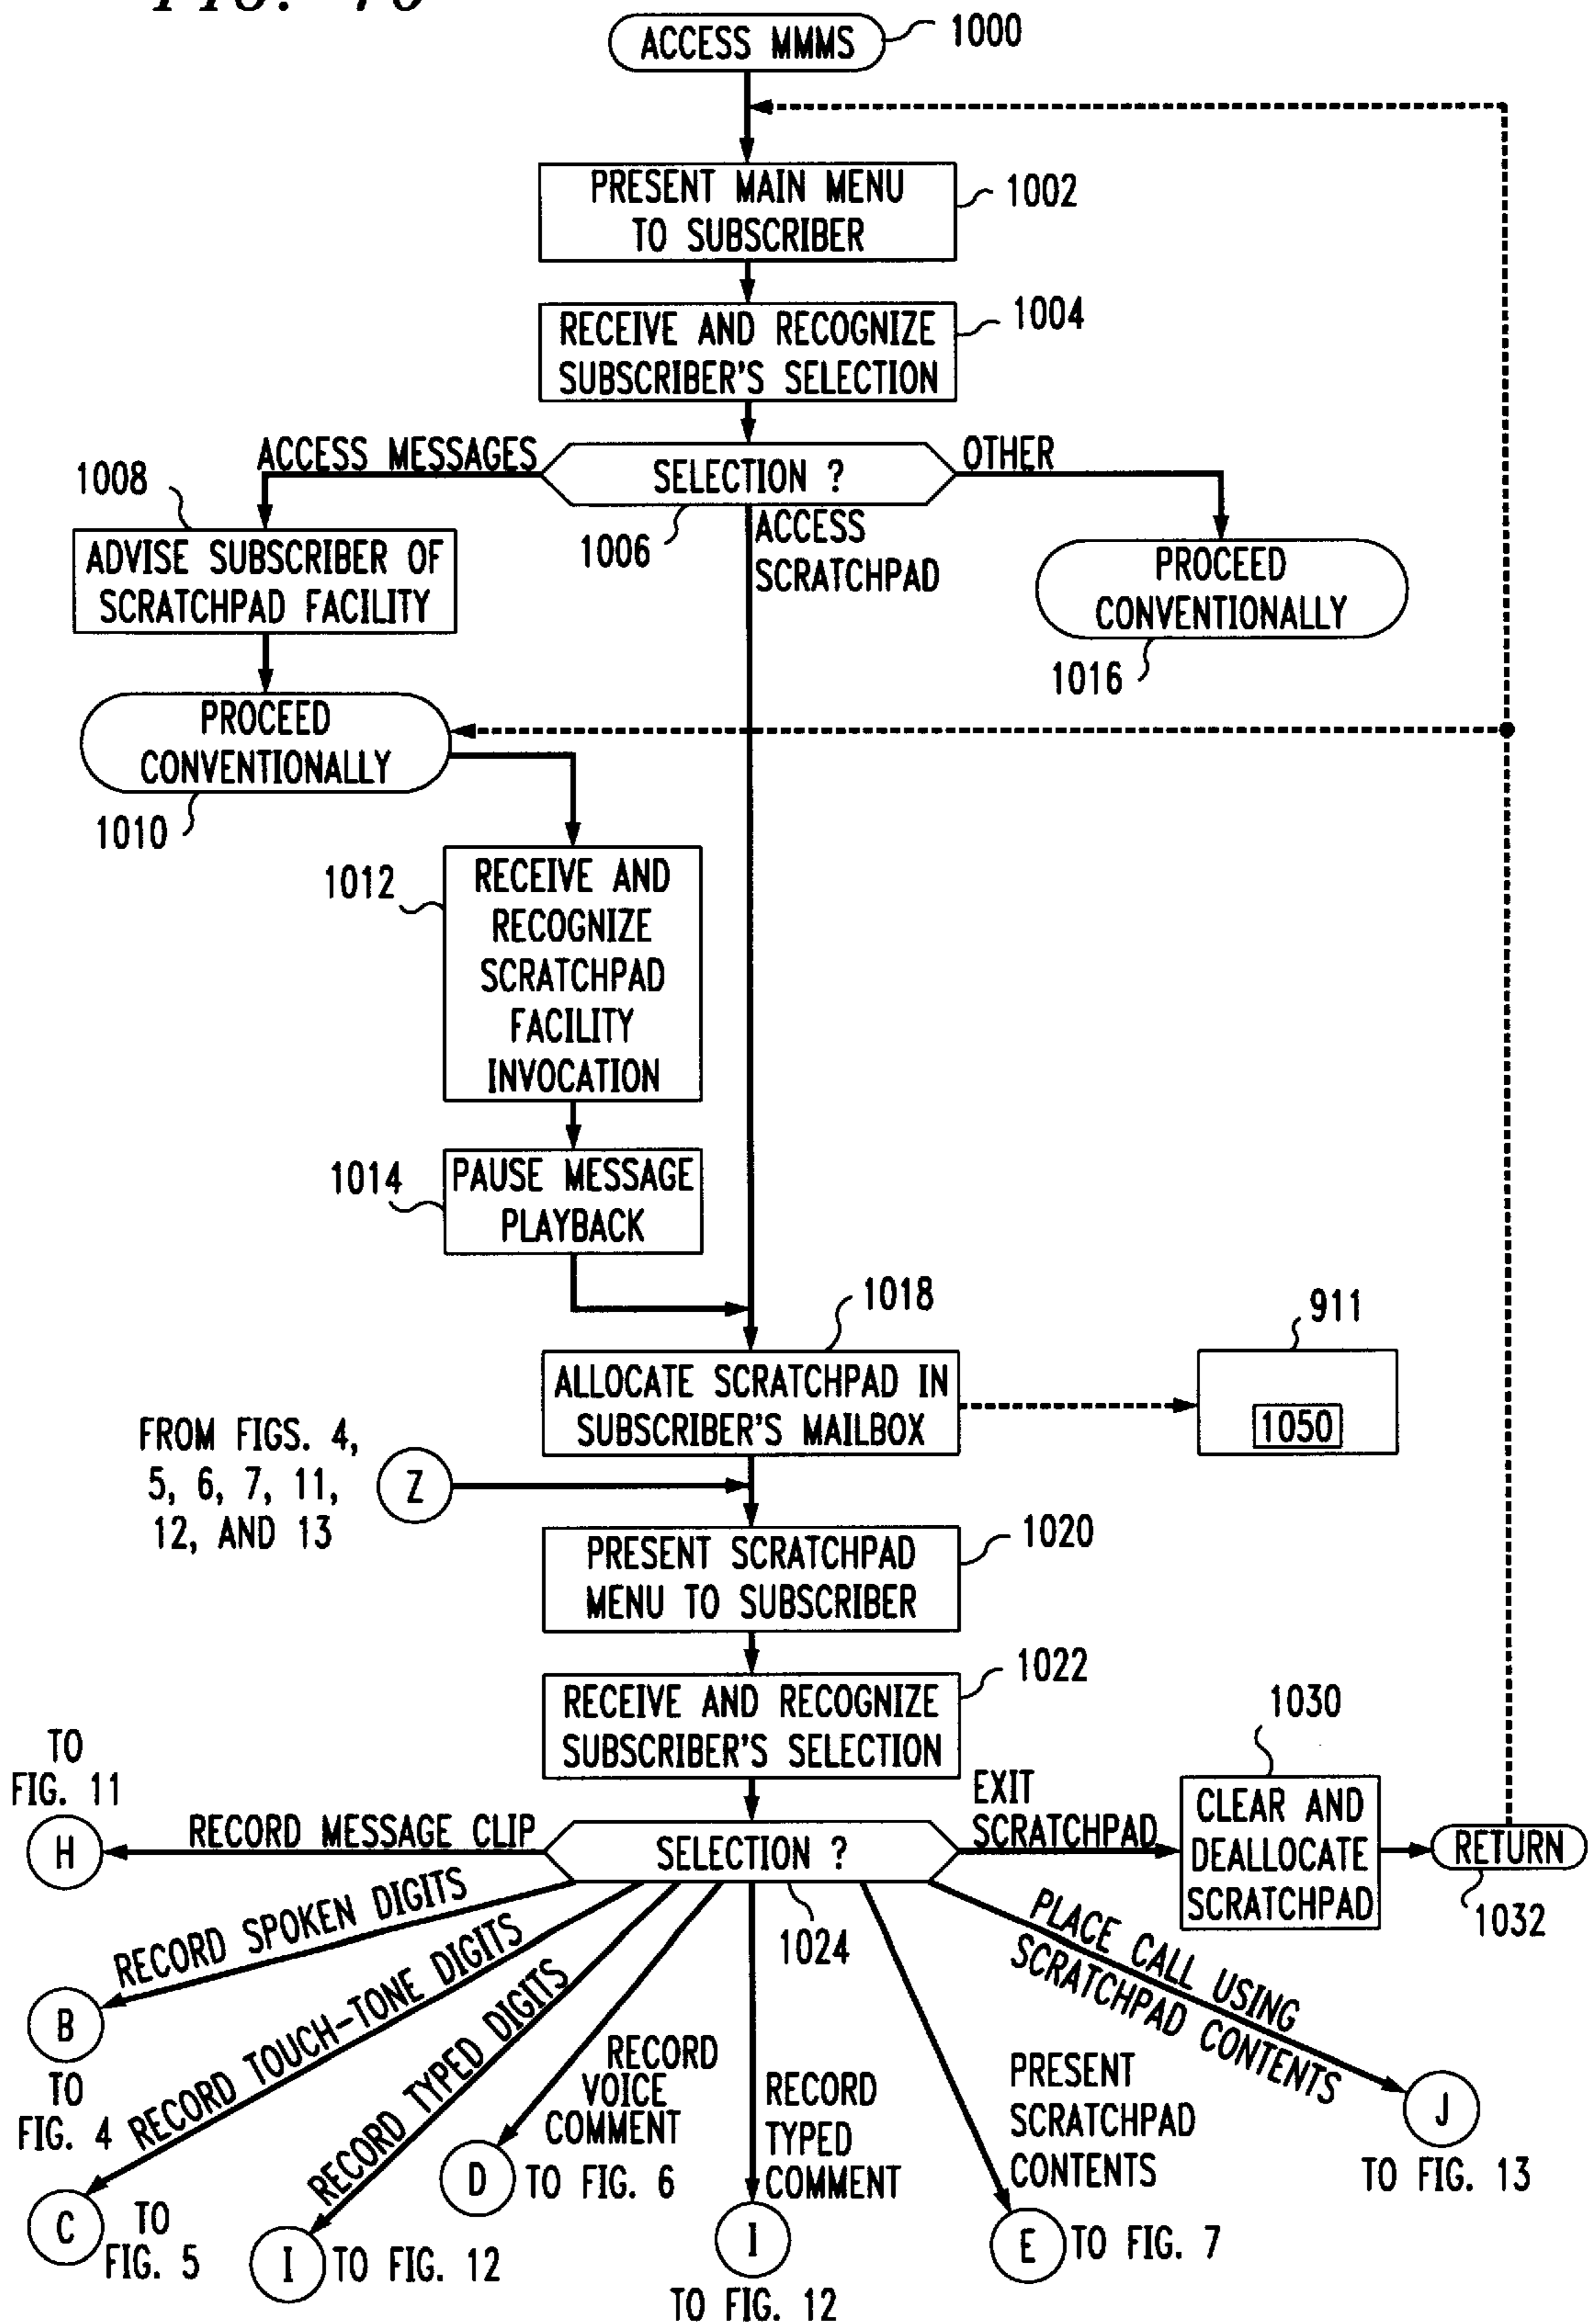 FIG. 10
ACCESS MMMS
1000
PRESENT MAIN MENU
TO SUBSCRIBER
1002
RECEIVE AND RECOGNIZE
SUBSCRIBER'S SELECTION
1004
ACCESS MESSAGES
SELECTION ?
OTHER
1006
ACCESS
SCRATCHPAD
1008
ADVISE SUBSCRIBER OF
SCRATCHPAD FACILITY
PROCEED
CONVENTIONALLY
1016
PROCEED
CONVENTIONALLY
1010
1012
RECEIVE AND
RECOGNIZE
SCRATCHPAD
FACILITY
INVOCATION
1014
PAUSE MESSAGE
PLAYBACK
1018
ALLOCATE SCRATCHPAD IN
SUBSCRIBER'S MAILBOX
911
1050
FROM FIGS. 4,
5, 6, 7, 11,
12, AND 13
Z
PRESENT SCRATCHPAD
MENU TO SUBSCRIBER
1020
RECEIVE AND RECOGNIZE
SUBSCRIBER'S SELECTION
1022
SELECTION ?
1024
TO
FIG. 11
H
RECORD MESSAGE CLIP
EXIT
SCRATCHPAD
1030
CLEAR AND
DEALLOCATE
SCRATCHPAD
RETURN
1032
RECORD SPOKEN DIGITS
B
TO
FIG. 4
RECORD TOUCH-TONE DIGITS
C
TO
FIG. 5
RECORD TYPED DIGITS
I
TO FIG. 12
RECORD
VOICE
COMMENT
D
TO FIG. 6
RECORD
TYPED
COMMENT
I
TO FIG. 12
PRESENT
SCRATCHPAD
CONTENTS
E
TO FIG. 7
PLACE CALL USING
SCRATCHPAD CONTENTS
J
TO FIG. 13